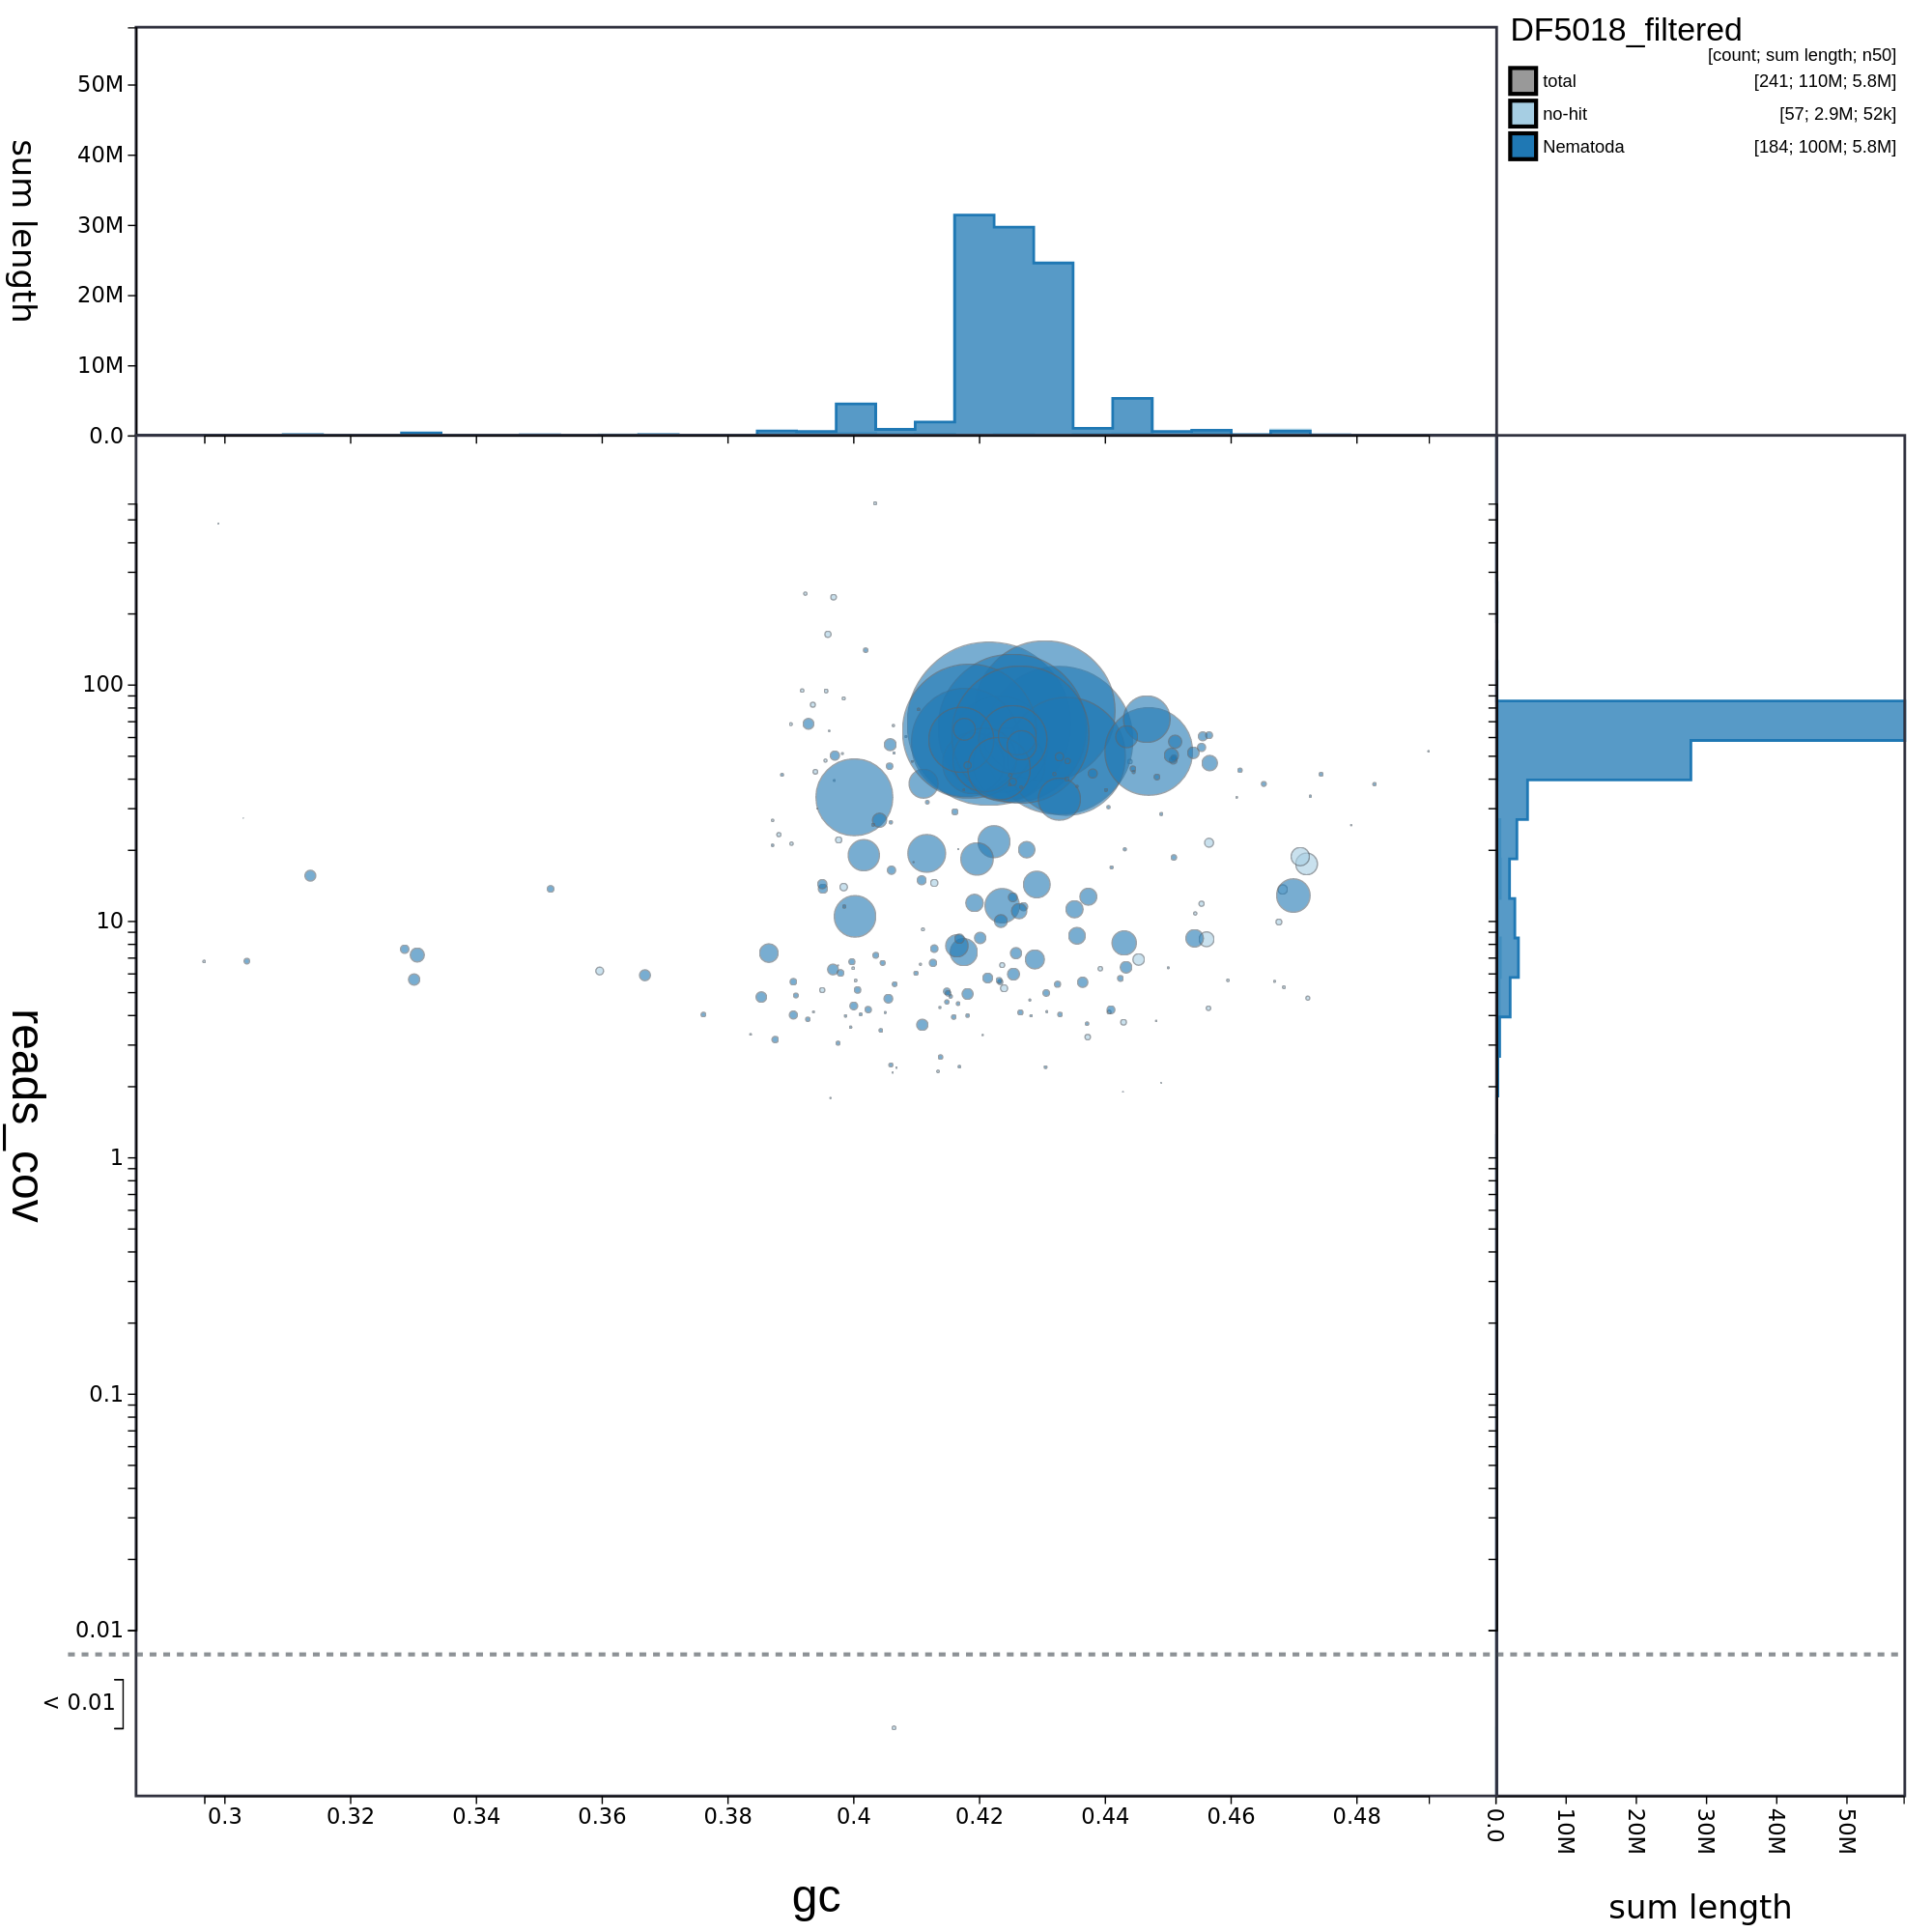 DF5018_filtered
[count; sum length; n50]
total [241; 110M; 5.8M]
no-hit [57; 2.9M; 52k]
Nematoda [184; 100M; 5.8M]
sum length
50M
40M
30M
20M
10M
0.0
reads_cov
100
10
1
0.1
0.01
< 0.01
0.3 0.32 0.34 0.36 0.38 0.4 0.42 0.44 0.46 0.48
gc
0.0 10M 20M 30M 40M 50M
sum length